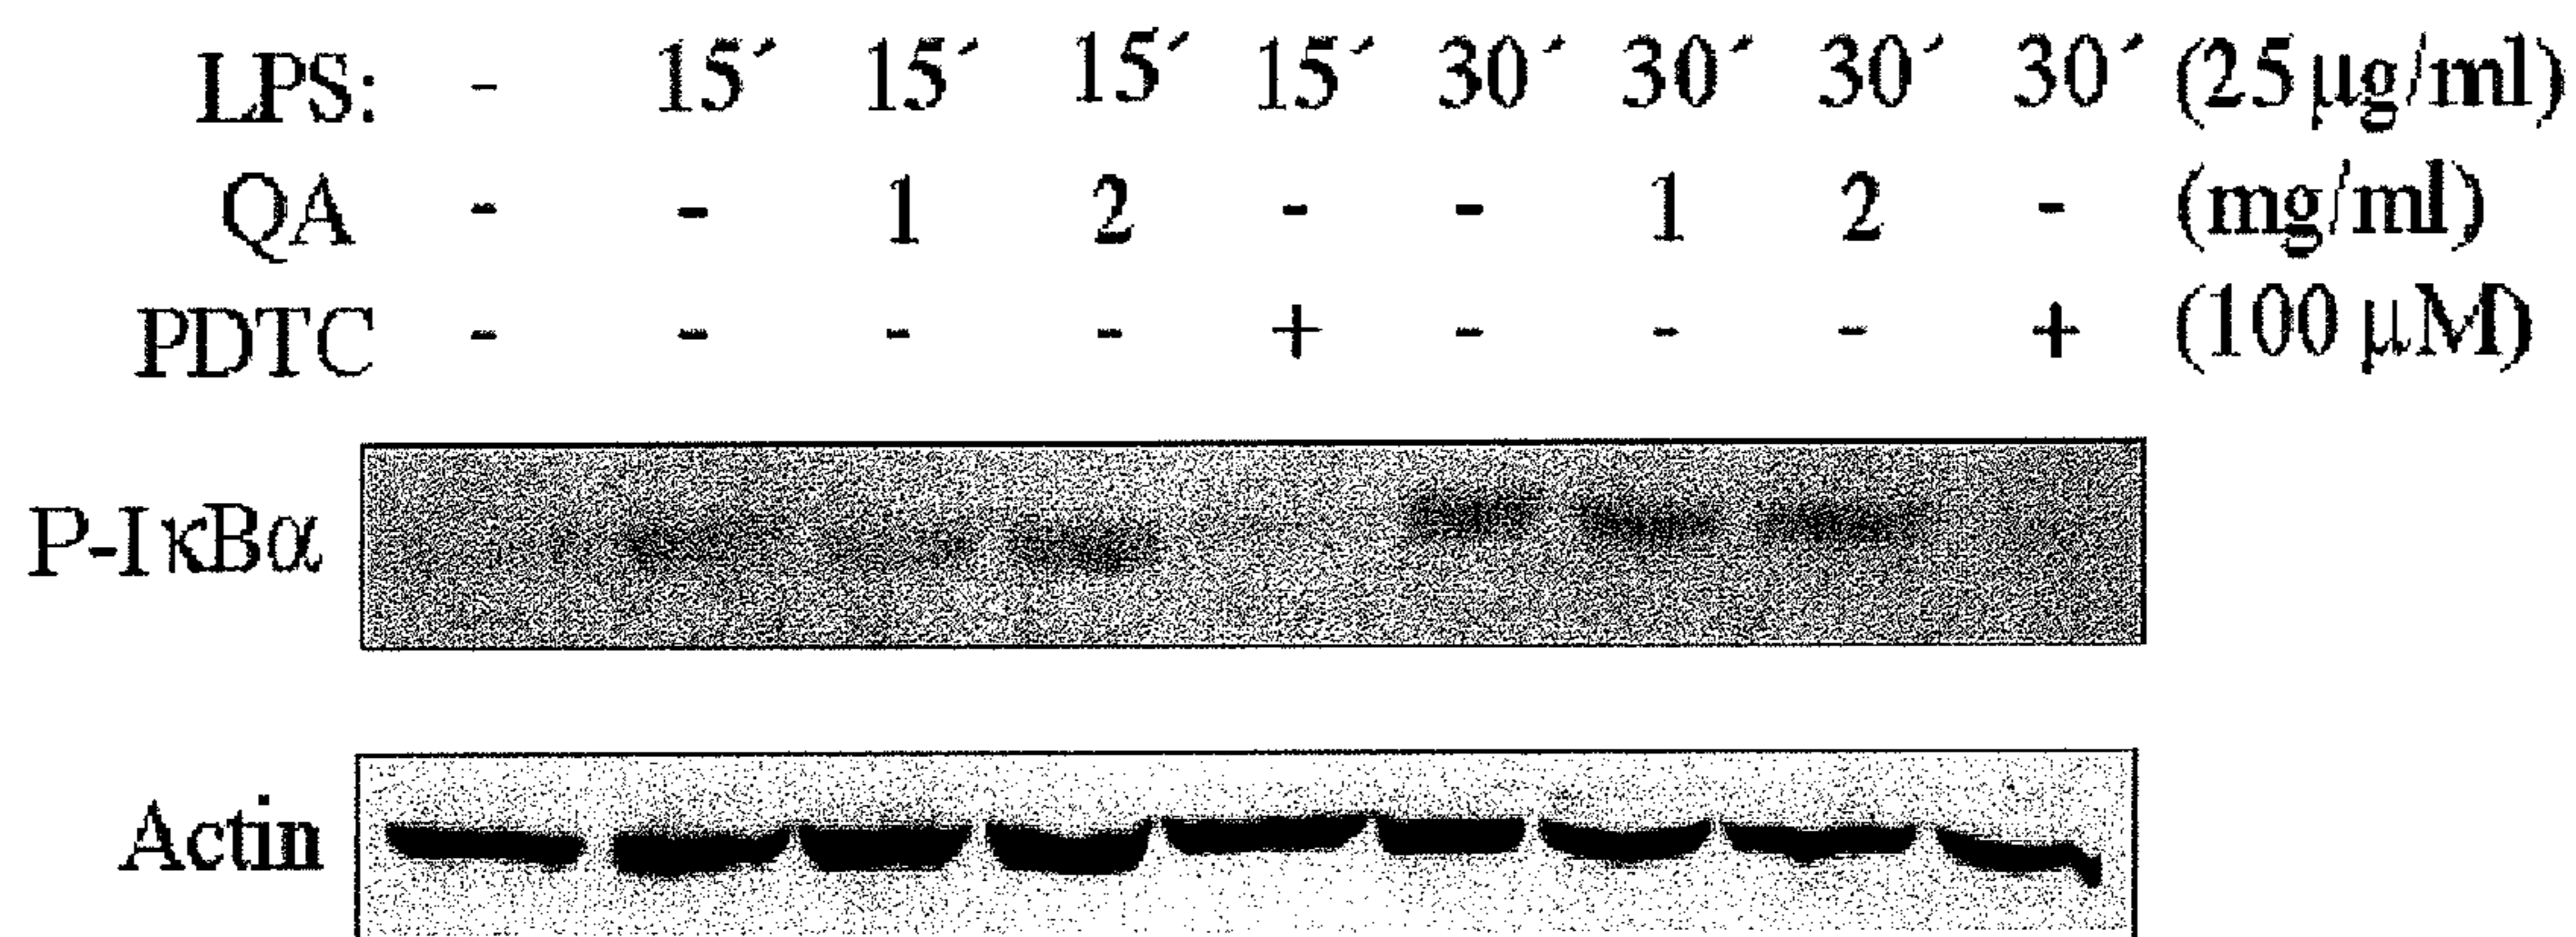 LPS: - 15´ 15´ 15´ 15´ 30´ 30´ 30´ 30´ (25 μg/ml)
QA - - 1 2 - - 1 2 - (mg/ml)
PDTC - - - - + - - - + (100 μM)
P-IκBα
Actin